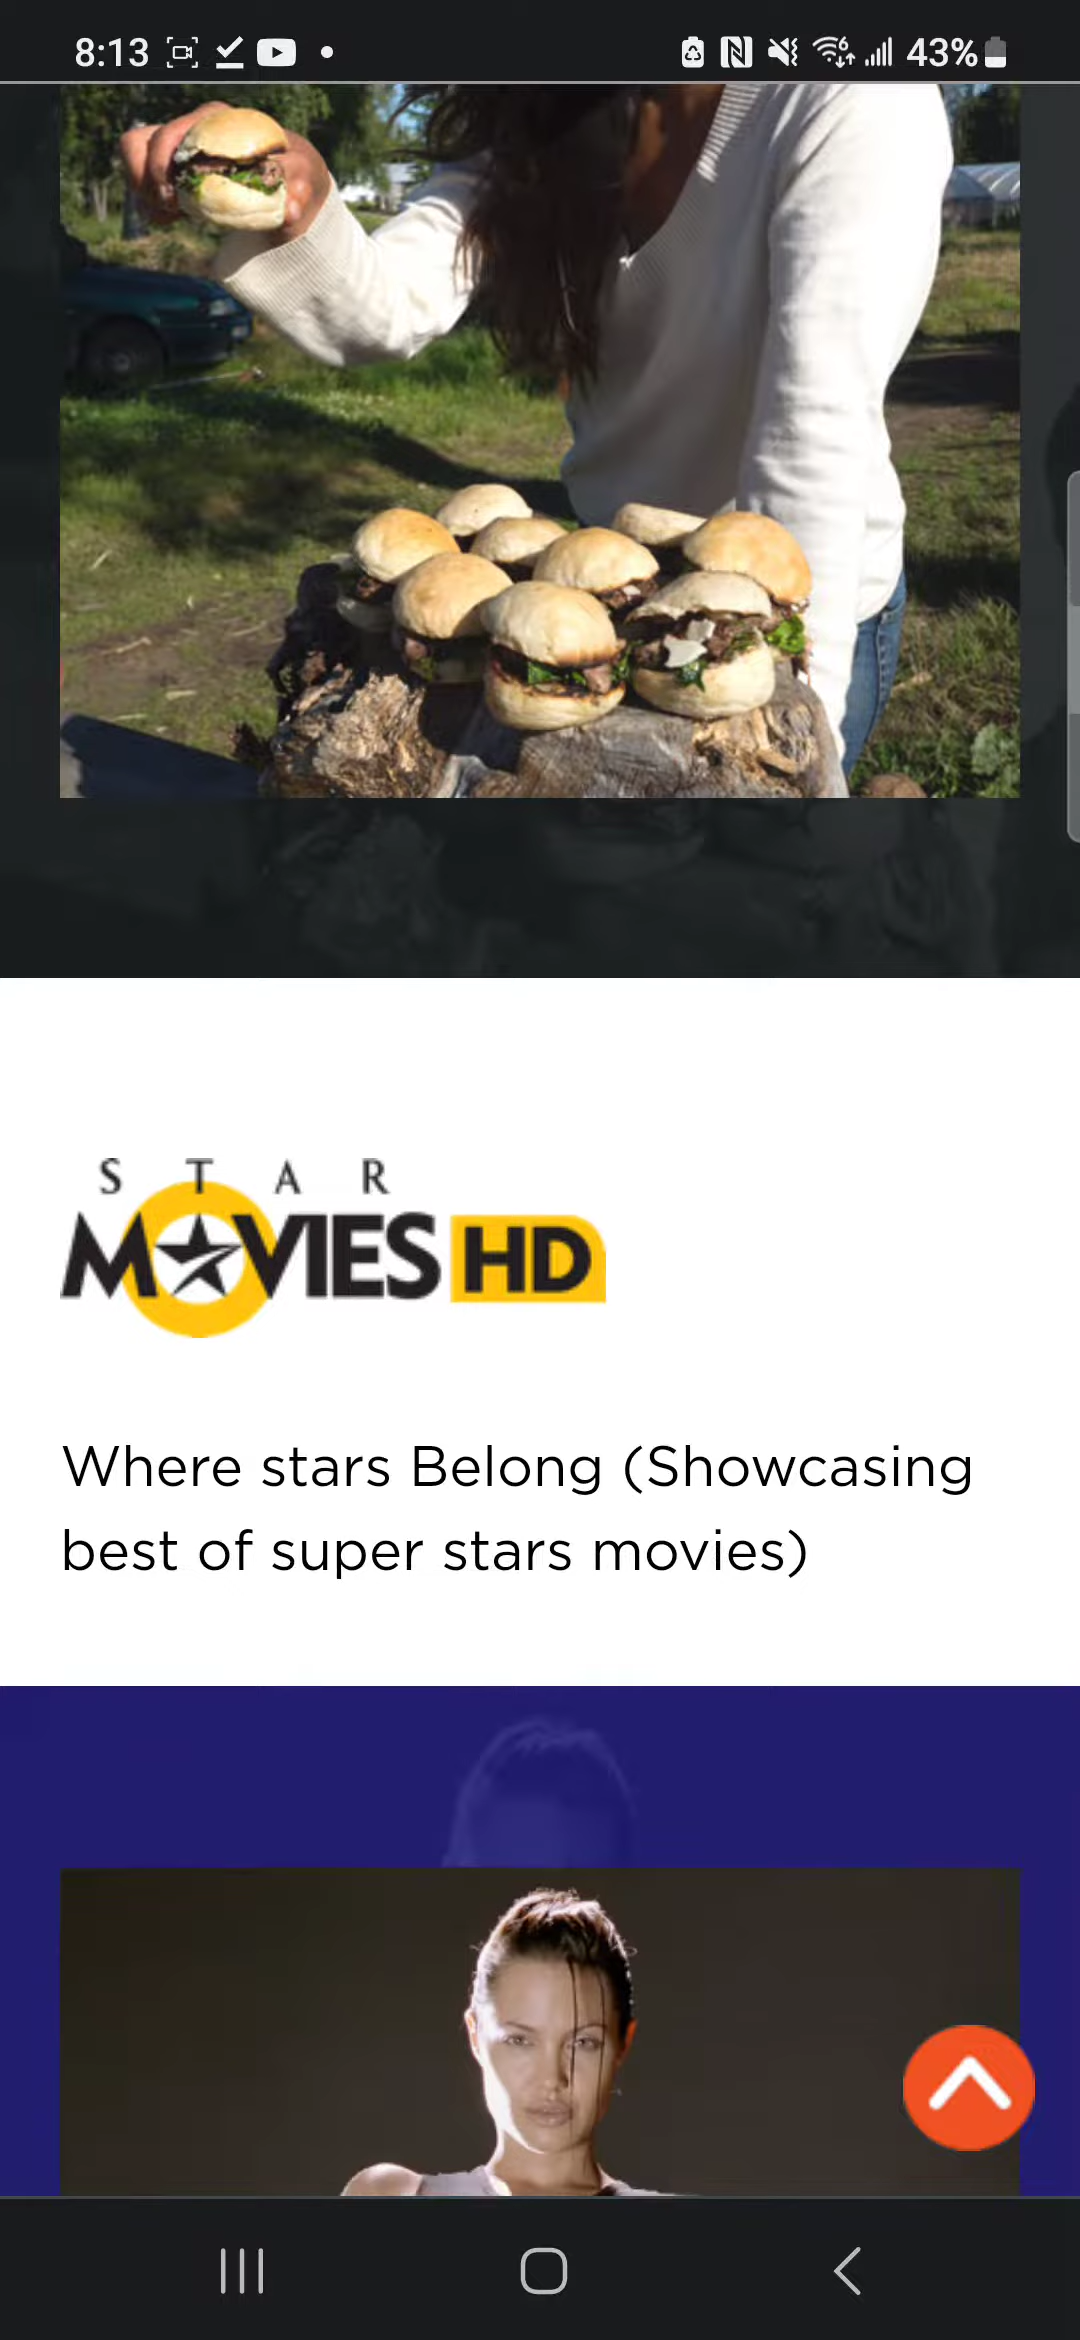 8:13
43%
STAR
MOVIES HD
Where stars Belong (Showcasing
best of super stars movies)